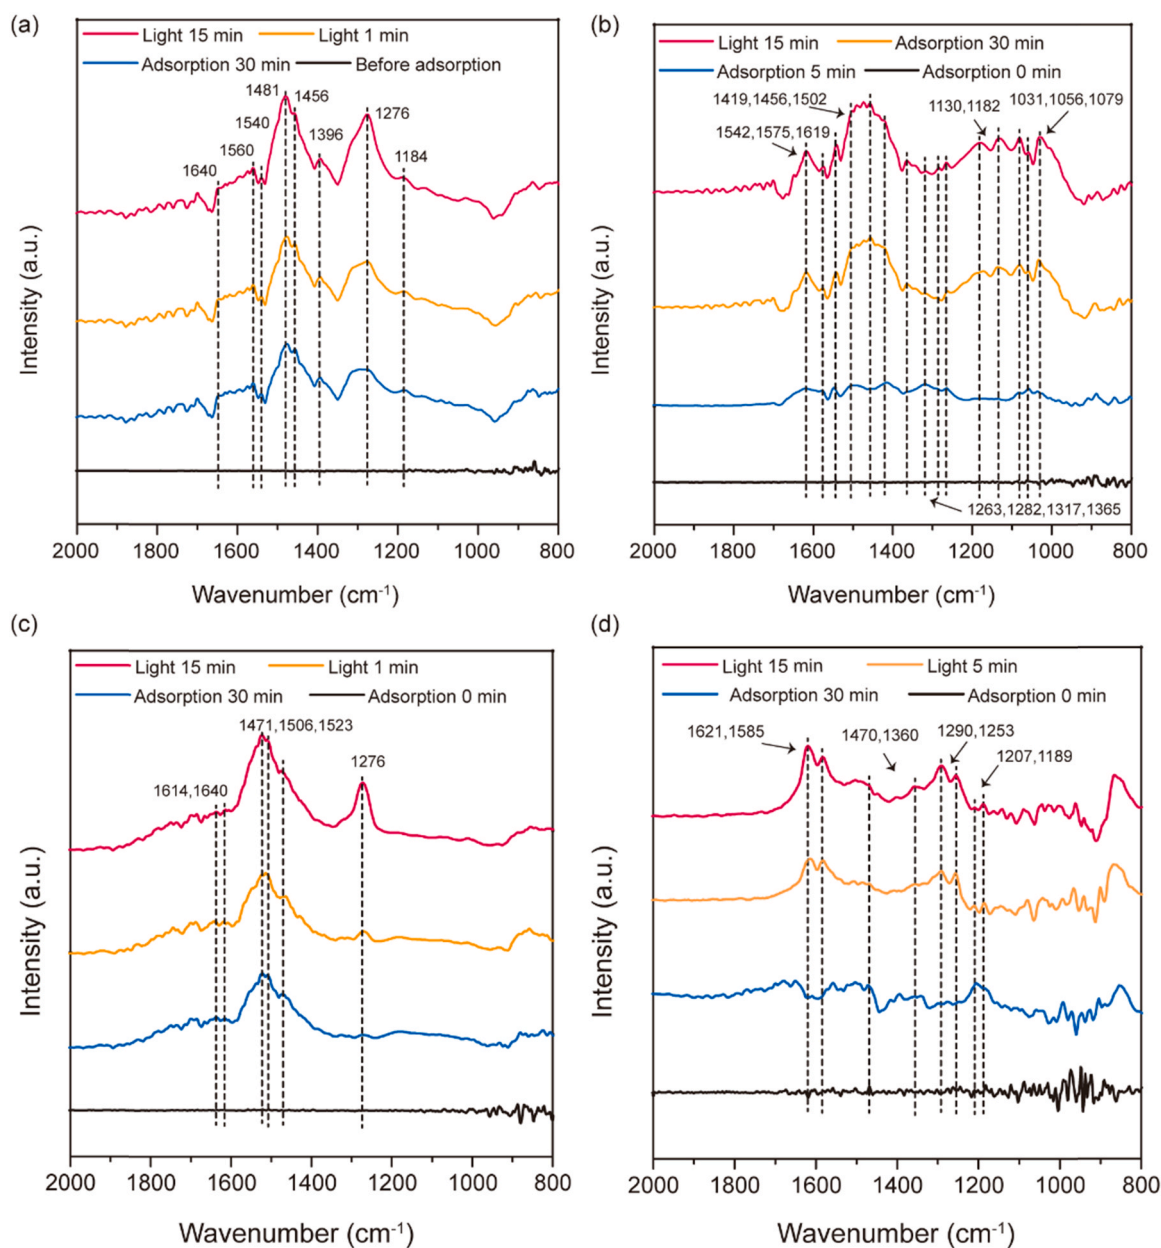 (a)
Light 15 min
Light 1 min
Adsorption 30 min
Before adsorption
1481
1456
1540
1560
1640
1396
1276
1184
Intensity (a.u.)
2000
1800
1600
1400
1200
1000
800
Wavenumber (cm⁻¹)
(b)
Light 15 min
Adsorption 30 min
Adsorption 5 min
Adsorption 0 min
1419,1456,1502
1542,1575,1619
1130,1182
1031,1056,1079
1263,1282,1317,1365
Intensity (a.u.)
2000
1800
1600
1400
1200
1000
800
Wavenumber (cm⁻¹)
(c)
Light 15 min
Light 1 min
Adsorption 30 min
Adsorption 0 min
1471,1506,1523
1276
1614,1640
Intensity (a.u.)
2000
1800
1600
1400
1200
1000
800
Wavenumber (cm⁻¹)
(d)
Light 15 min
Light 5 min
Adsorption 30 min
Adsorption 0 min
1621,1585
1470,1360
1290,1253
1207,1189
Intensity (a.u.)
2000
1800
1600
1400
1200
1000
800
Wavenumber (cm⁻¹)